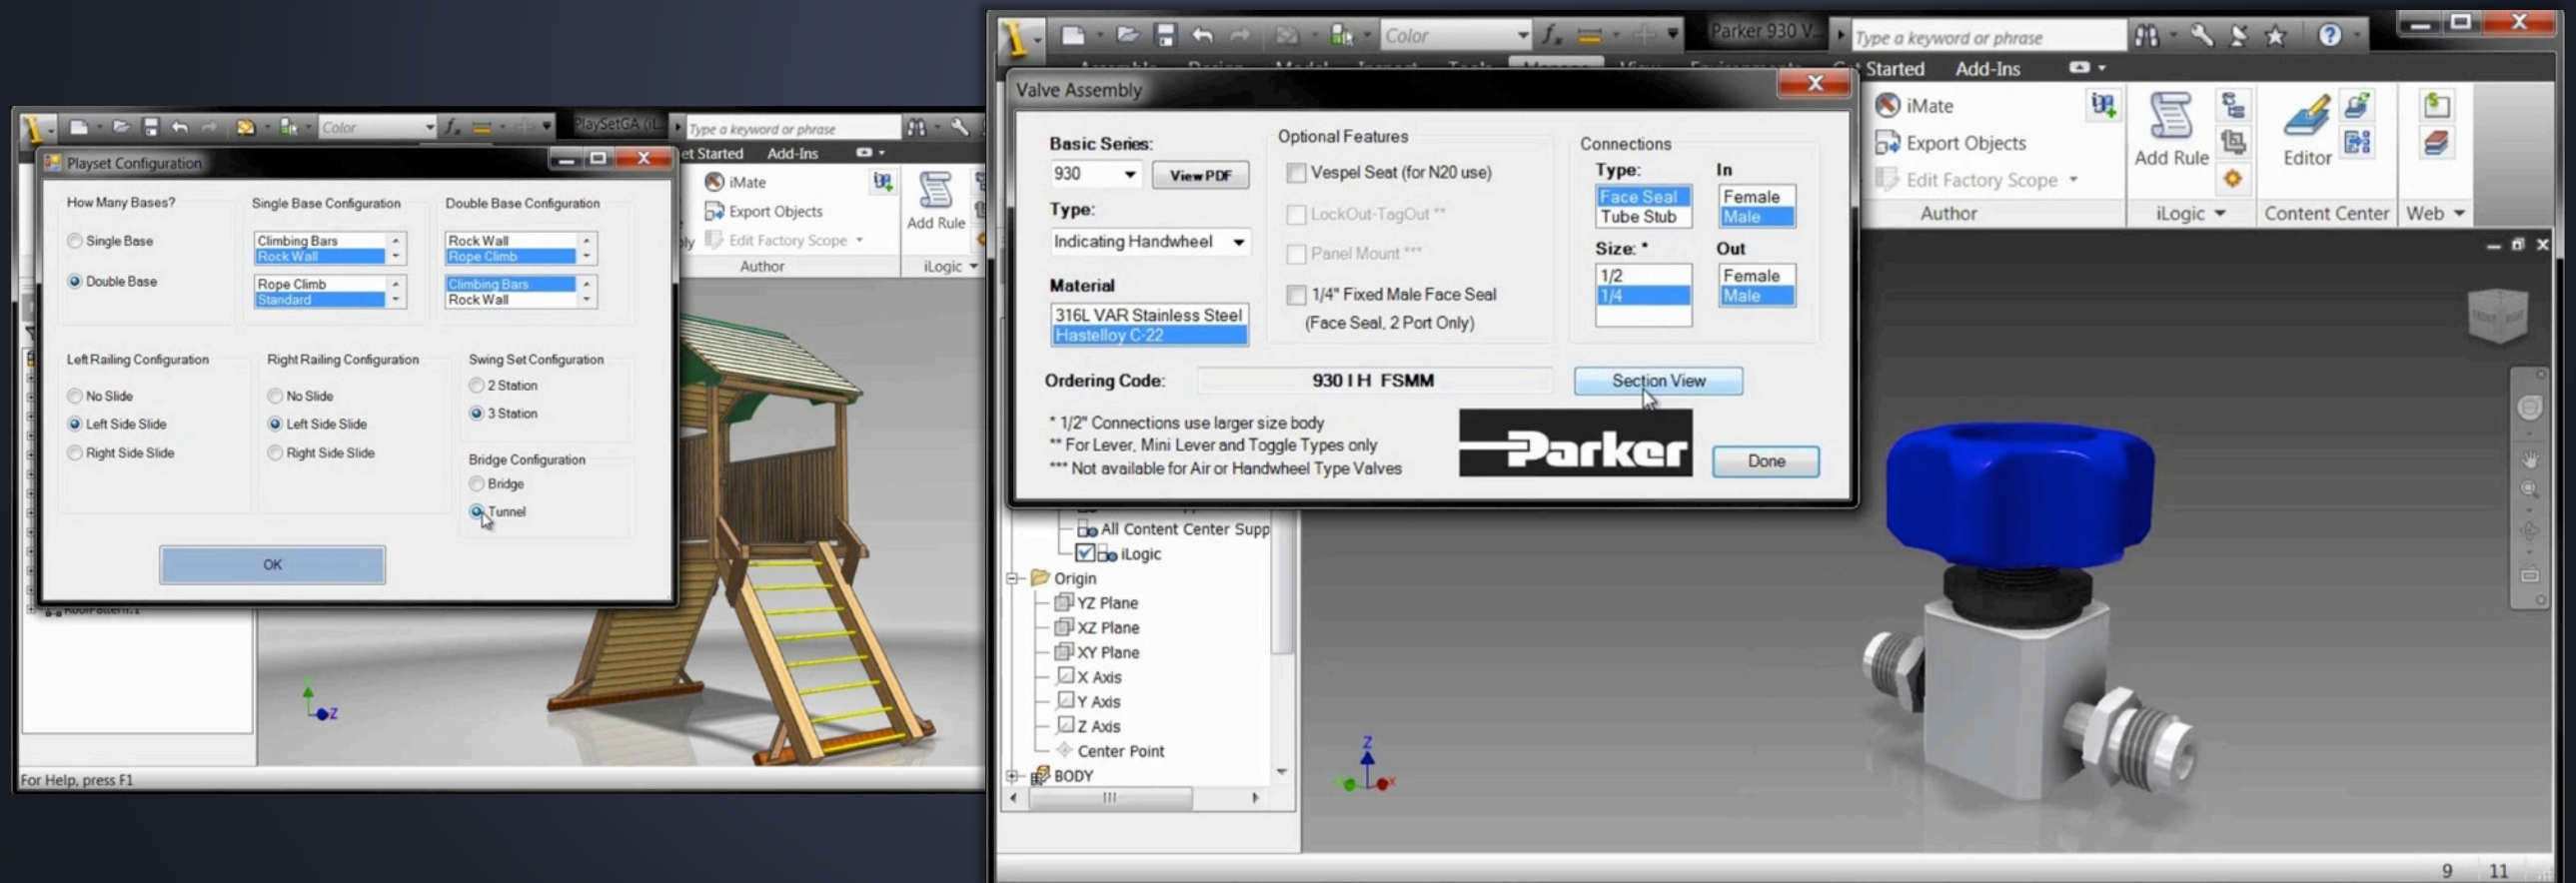 Color
PlaySetGA (iL
Type a keyword or phrase
et Started Add-Ins
Playset Configuration
How Many Bases?
Single Base
Double Base
Single Base Configuration
Climbing Bars
Rock Wall
Rope Climb
Standard
Double Base Configuration
Rock Wall
Rope Climb
Climbing Bars
Rock Wall
Left Railing Configuration
No Slide
Left Side Slide
Right Side Slide
Right Railing Configuration
No Slide
Left Side Slide
Right Side Slide
Swing Set Configuration
2 Station
3 Station
Bridge Configuration
Bridge
Tunnel
OK
iMate
Export Objects
Edit Factory Scope
Author
Add Rule
iLogic
Z
For Help, press F1
Color
Parker 930 V...
Type a keyword or phrase
Started Add-Ins
Valve Assembly
Basic Series:
930
View PDF
Type:
Indicating Handwheel
Material
316L VAR Stainless Steel
Hastelloy C-22
Optional Features
Vespel Seat (for N20 use)
LockOut-TagOut **
Panel Mount ***
1/4" Fixed Male Face Seal
(Face Seal, 2 Port Only)
Connections
Type:
Face Seal
Tube Stub
In
Female
Male
Size: *
1/2
1/4
Out
Female
Male
Ordering Code:
930 I H FSMM
Section View
* 1/2" Connections use larger size body
** For Lever, Mini Lever and Toggle Types only
*** Not available for Air or Handwheel Type Valves
Parker
Done
iMate
Export Objects
Edit Factory Scope
Author
Add Rule
iLogic
Editor
Content Center
Web
All Content Center Supp
iLogic
Origin
YZ Plane
XZ Plane
XY Plane
X Axis
Y Axis
Z Axis
Center Point
BODY
Z
X
9 11